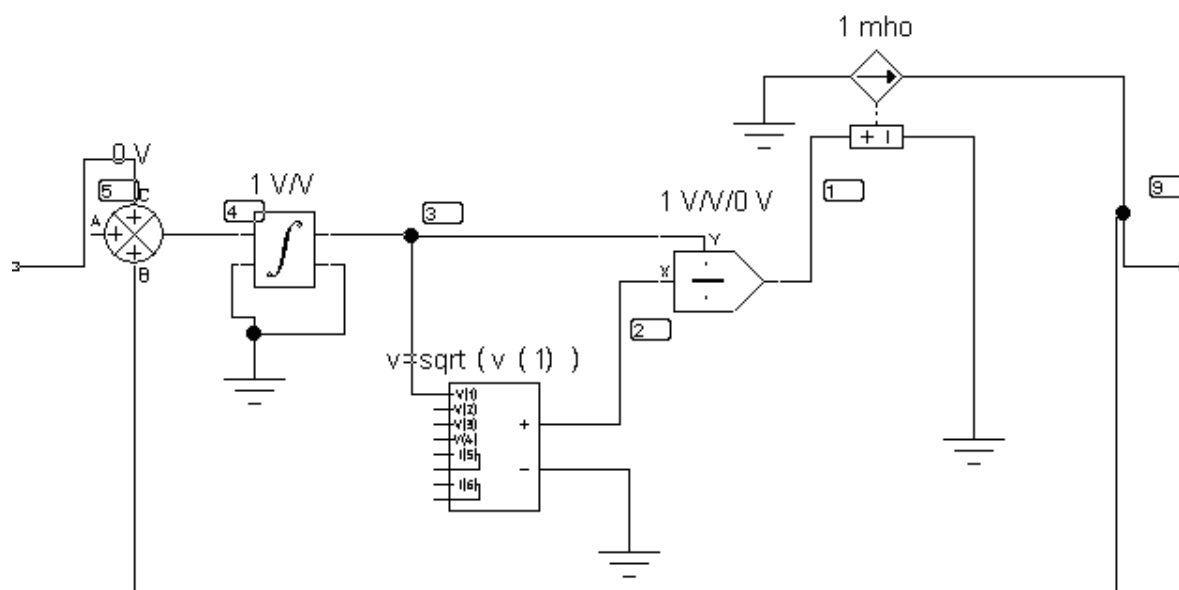 1 mho
0 V
5
C
A
B
1 V/V
4
3
1 V/V/0 V
Y
X
2
1
9
v=sqrt ( v ( 1 ) )
V(1)
V(2)
V(3)
V(4)
I(5)
I(6)